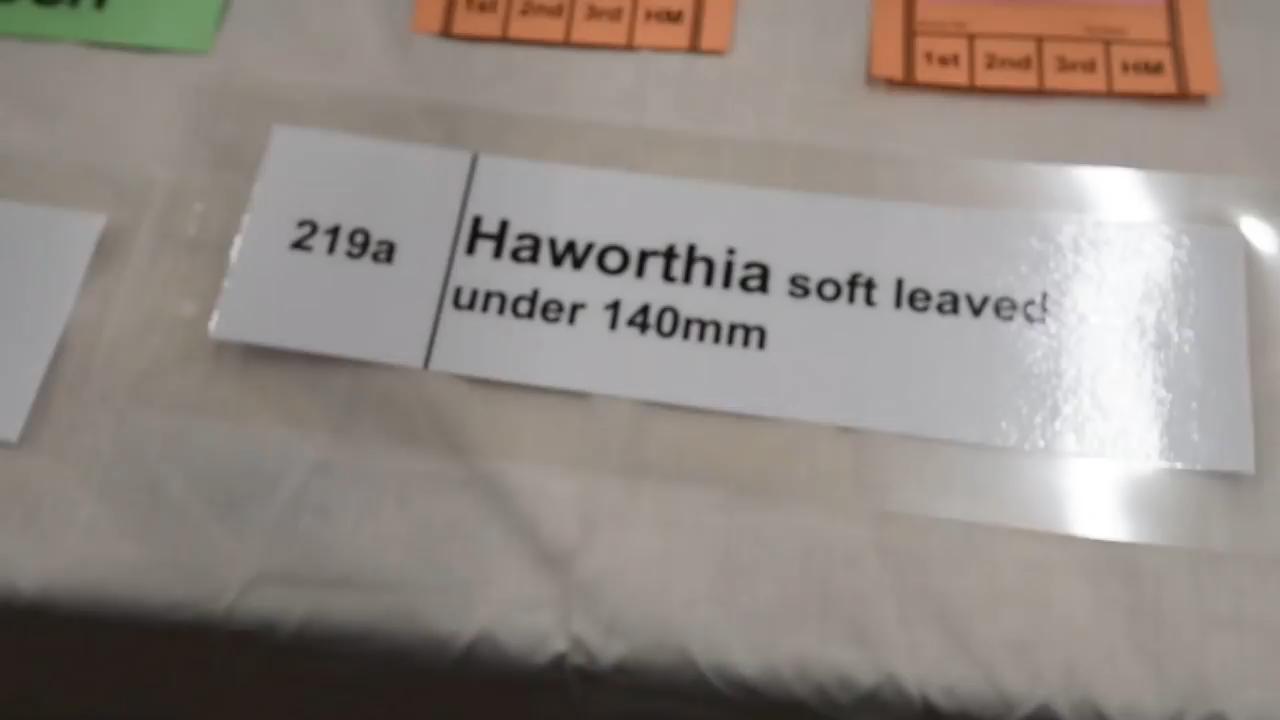 1st 2nd 3rd HM
1st 2nd 3rd HM
219a
Haworthia soft leaved
under 140mm